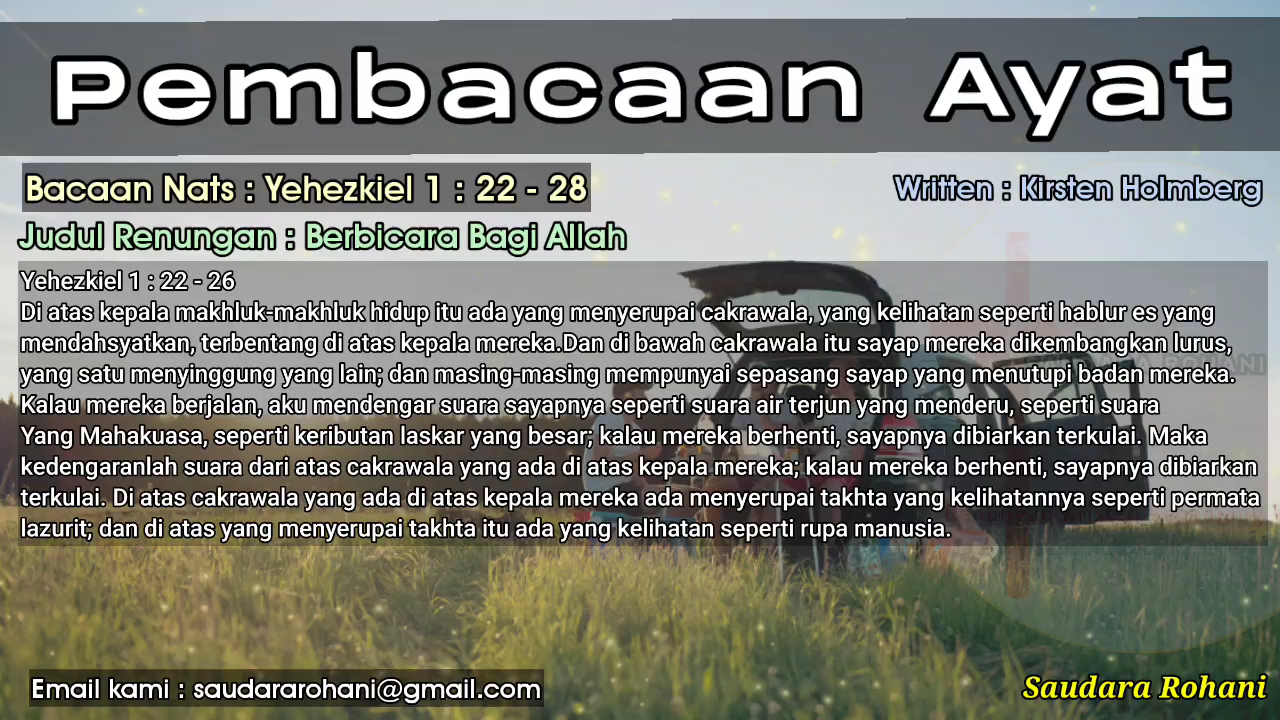 Pembacaan Ayat
Bacaan Nats : Yehezkiel 1 : 22 - 28
Written : Kirsten Holmberg
Judul Renungan : Berbicara Bagi Allah
Yehezkiel 1 : 22 - 26
Di atas kepala makhluk-makhluk hidup itu ada yang menyerupai cakrawala, yang kelihatan seperti hablur es yang
mendahsyatkan, terbentang di atas kepala mereka.Dan di bawah cakrawala itu sayap mereka dikembangkan lurus,
yang satu menyinggung yang lain; dan masing-masing mempunyai sepasang sayap yang menutupi badan mereka.
Kalau mereka berjalan, aku mendengar suara sayapnya seperti suara air terjun yang menderu, seperti suara
Yang Mahakuasa, seperti keributan laskar yang besar; kalau mereka berhenti, sayapnya dibiarkan terkulai. Maka
kedengaranlah suara dari atas cakrawala yang ada di atas kepala mereka; kalau mereka berhenti, sayapnya dibiarkan
terkulai. Di atas cakrawala yang ada di atas kepala mereka ada menyerupai takhta yang kelihatannya seperti permata
lazurit; dan di atas yang menyerupai takhta itu ada yang kelihatan seperti rupa manusia.
Email kami : saudararohani@gmail.com
Saudara Rohani